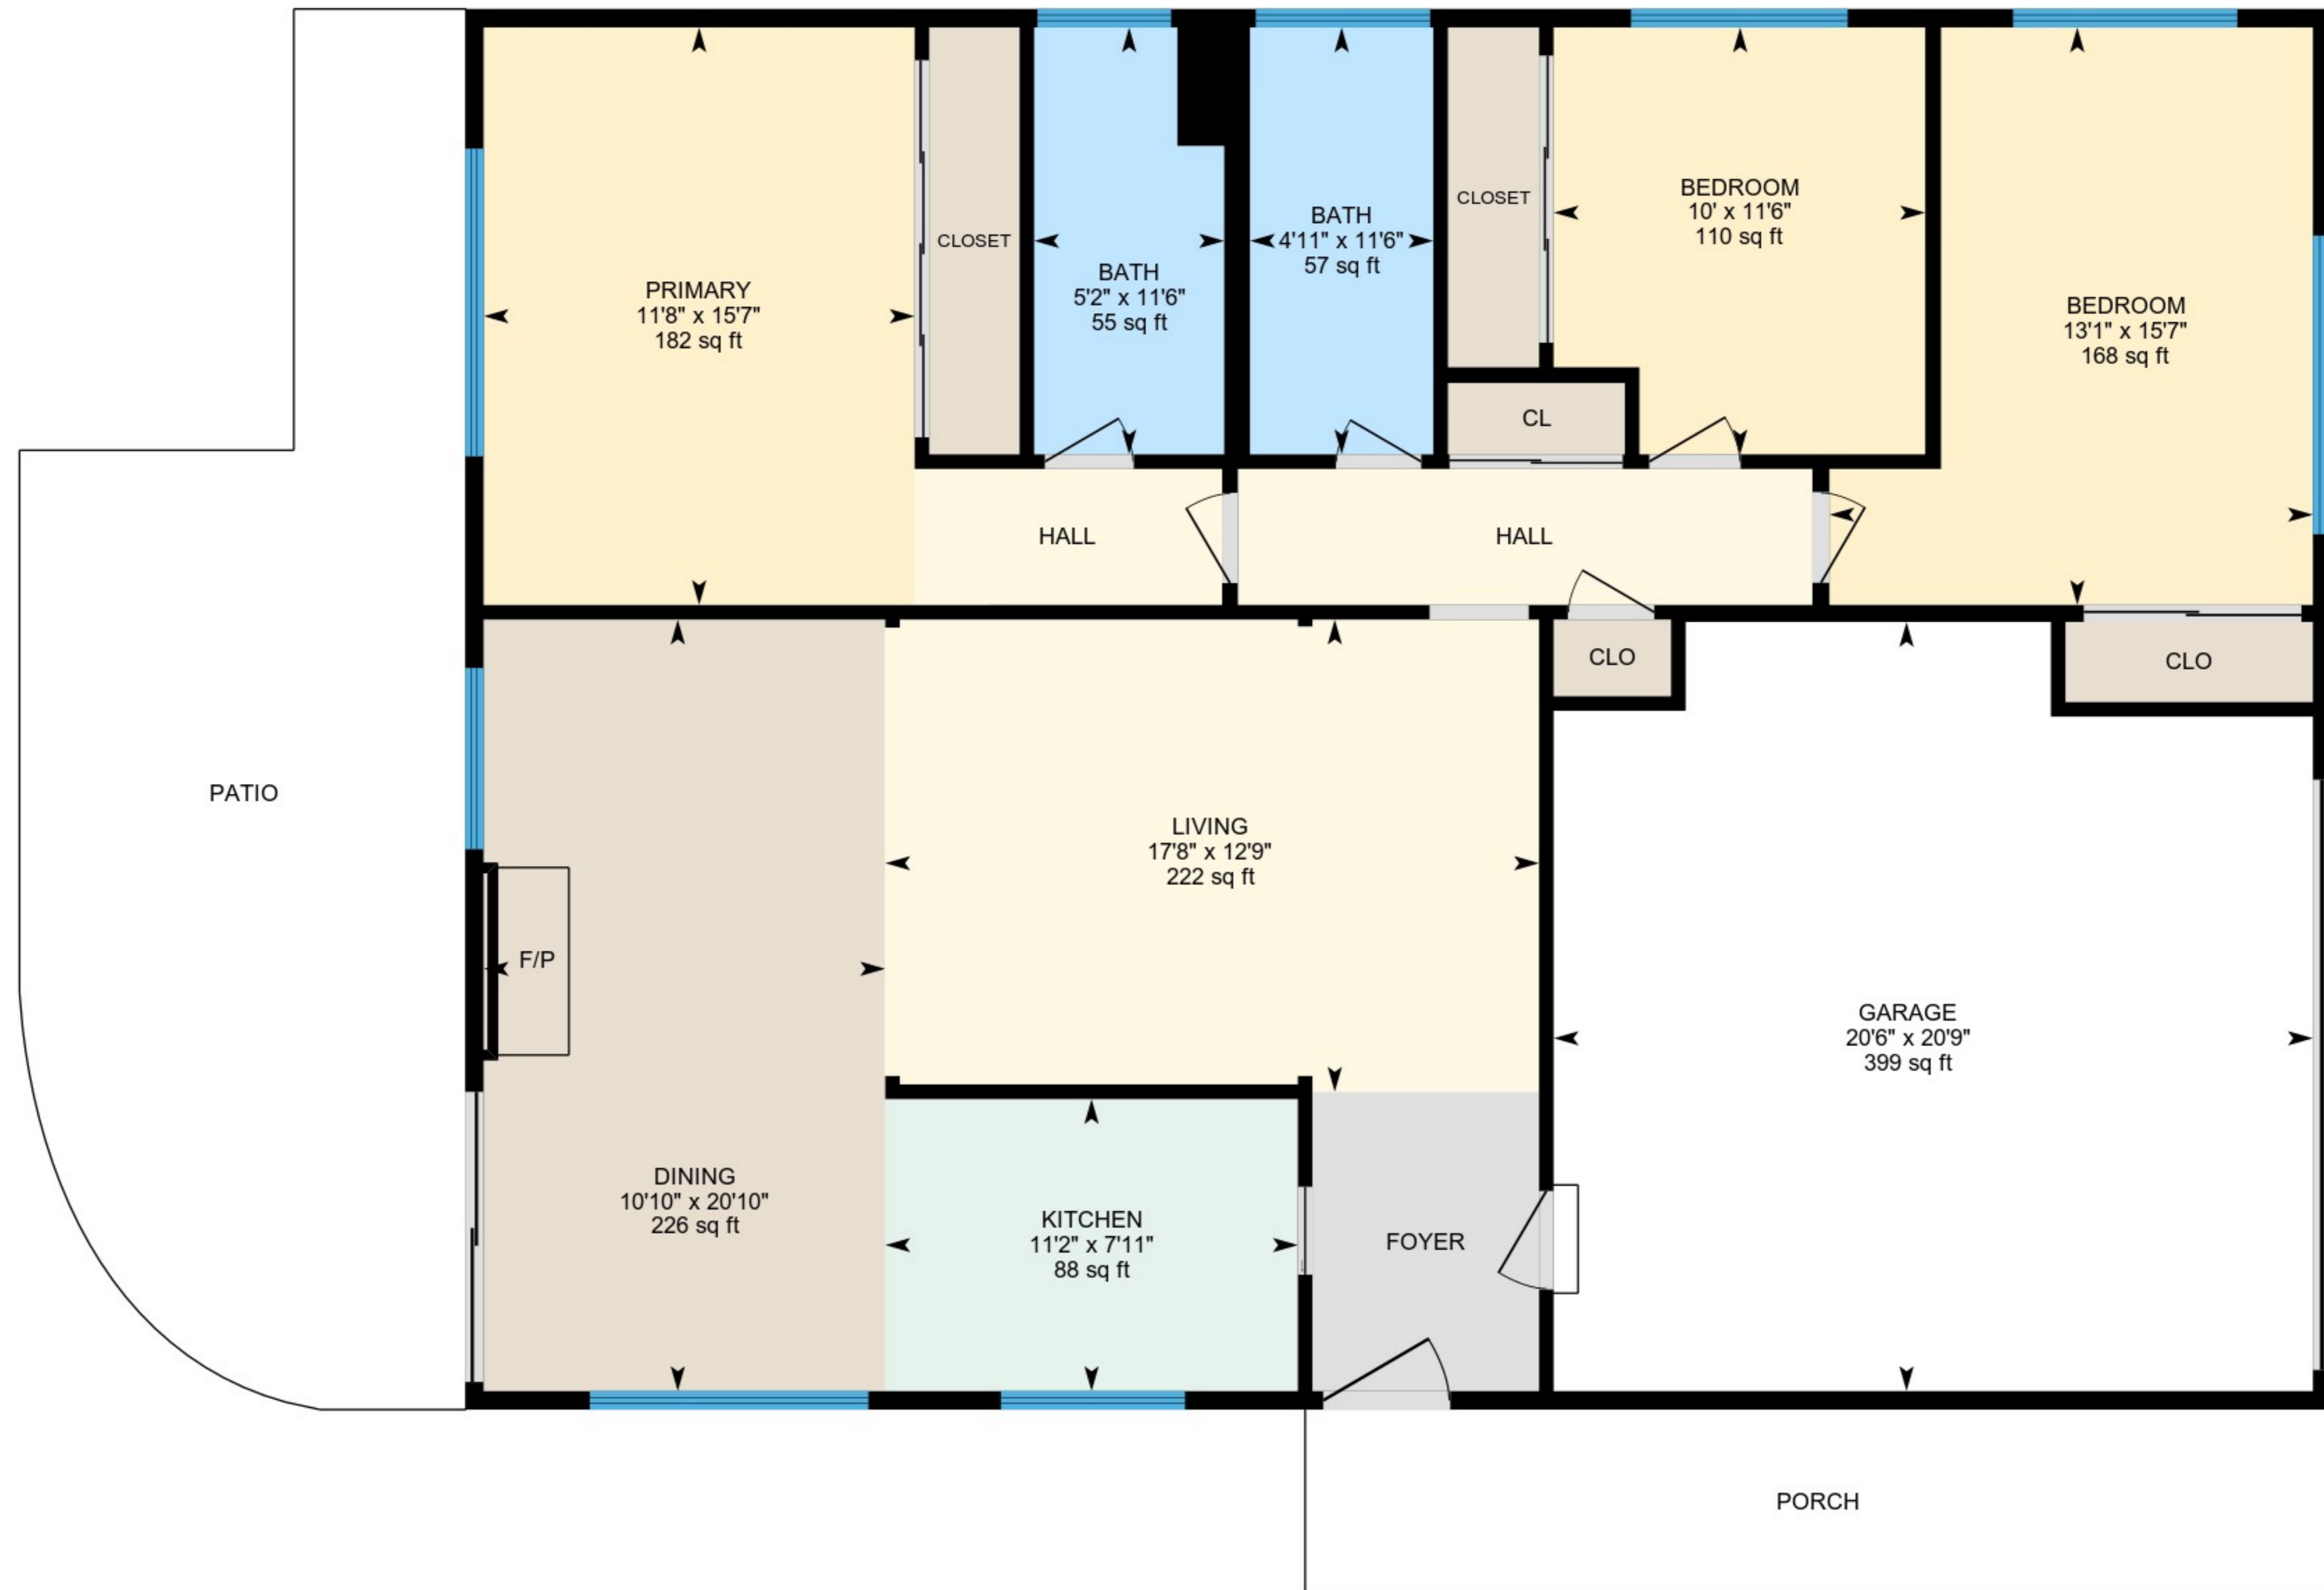 PRIMARY
11'8" x 15'7"
182 sq ft
CLOSET
BATH
5'2" x 11'6"
55 sq ft
BATH
4'11" x 11'6"
57 sq ft
CLOSET
BEDROOM
10' x 11'6"
110 sq ft
BEDROOM
13'1" x 15'7"
168 sq ft
CL
HALL
HALL
CLO
CLO
PATIO
LIVING
17'8" x 12'9"
222 sq ft
F/P
GARAGE
20'6" x 20'9"
399 sq ft
DINING
10'10" x 20'10"
226 sq ft
KITCHEN
11'2" x 7'11"
88 sq ft
FOYER
PORCH